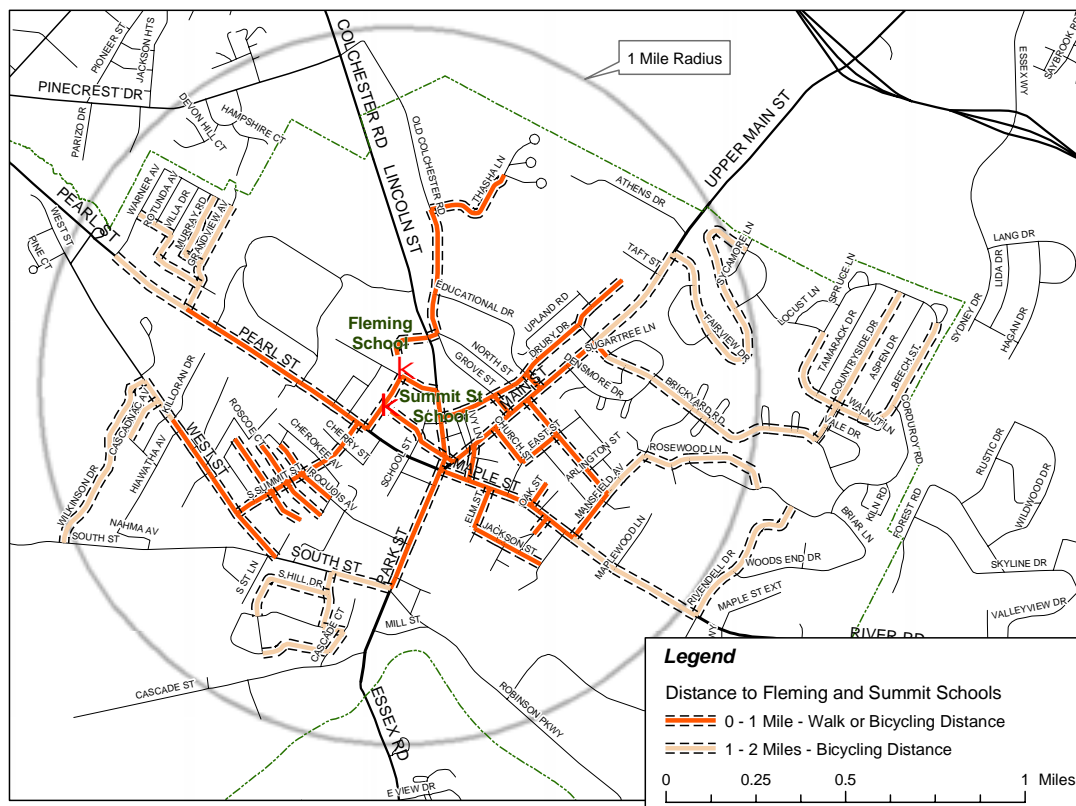 COLCHESTER RD
1 Mile Radius
ESSEX WY
SAYBROOK RD
PIONEER ST
JACKSON HTS
PINECREST DR
PARIZO DR
DEVON HILL CT
HAMPSHIRE CT
OLD COLCHESTER RD
UPPER MAIN ST
LINCOLN ST
THASHA LN
ATHENS DR
PEARL ST
WEST ST
PINE CT
WARNER AV
ROTUNDA AV
VILLA DR
MURRAY RD
GRANDVIEW AV
TAFT ST
SYCAMORE LN
LANG DR
LIDA DR
HAGAN DR
SYDNEY DR
SPRUCE LN
LOCUST LN
EDUCATIONAL DR
UPLAND RD
DRURY DR
FAIRVIEW DR
TAMARACK DR
COUNTRYSIDE DR
ASPEN DR
BEECH ST
Fleming
School
PEARL ST
NORTH ST
GROVE ST
SUGARTREE LN
DENSMORE DR
MAIN ST
Summit St
School
BRICKYARD RD
WALNUT LN
VALE DR
CORDUROY RD
KILLORAN DR
CASCADNAC AV
HIAWATHA AV
WEST ST
ROSCOE CT
CHEROKEE AV
CHERRY ST
SCHOOL ST
CHURCH ST
EAST ST
ARLINGTON ST
ROSEWOOD LN
RUSTIC DR
WILDWOOD DR
WILKINSON DR
S.SUMMIT ST
IROQUOIS AV
MAPLE ST
OAK ST
MANSFIELD AV
ELM ST
JACKSON ST
KILN RD
BRIAR LN
FOREST RD
NAHMA AV
SOUTH ST
SOUTH ST
PARK ST
MAPLEWOOD LN
WOODS END DR
RIVENDELL DR
SKYLINE DR
S ST LN
S.HILL DR
CASCADE CT
MAPLE ST EXT
VALLEYVIEW DR
MILL ST
WY
RIVER RD
CASCADE ST
ESSEX RD
ROBINSON PKWY
E VIEW DR
Legend
Distance to Fleming and Summit Schools
0 - 1 Mile - Walk or Bicycling Distance
1 - 2 Miles - Bicycling Distance
0 0.25 0.5 1 Miles